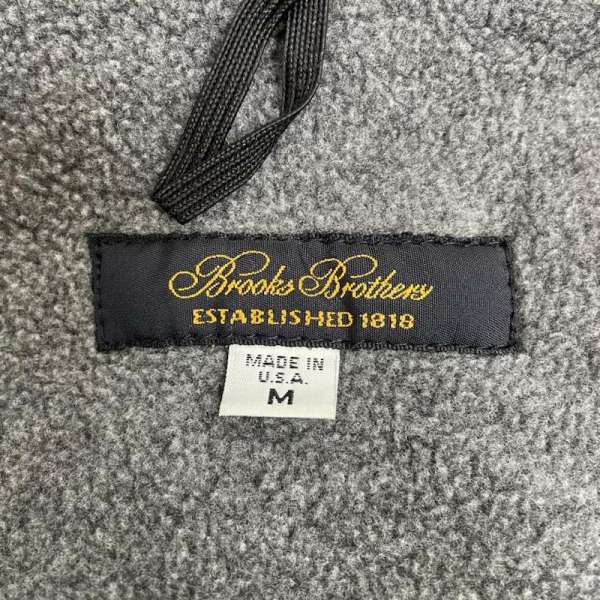 Brooks Brothers
ESTABLISHED 1818
MADE IN
U.S.A.
M